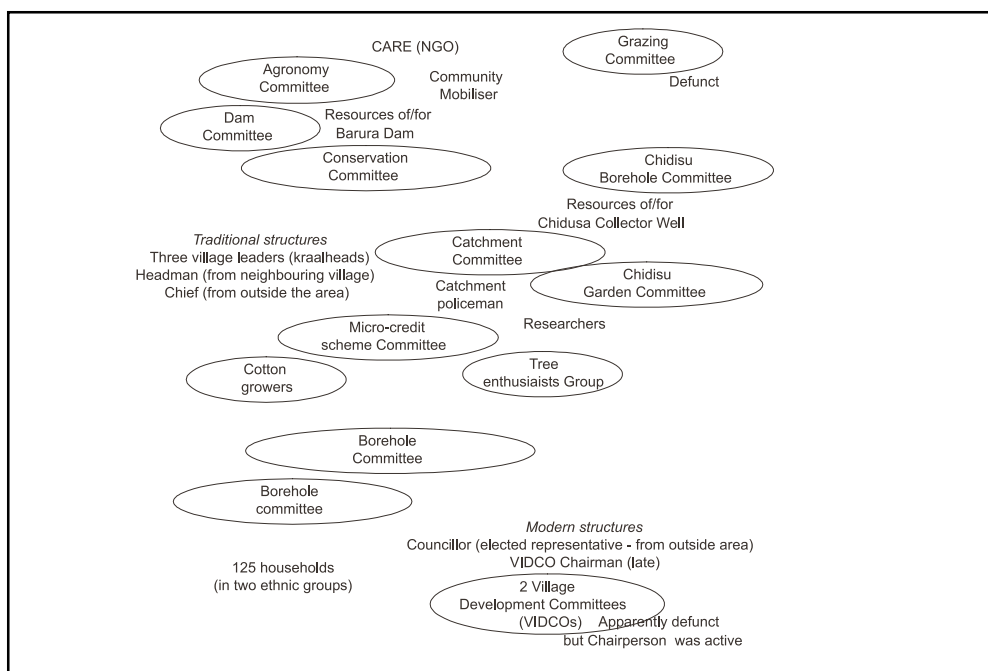 CARE (NGO)
Grazing
Committee
Defunct
Agronomy
Committee
Community
Mobiliser
Dam
Committee
Resources of/for
Barura Dam
Conservation
Committee
Chidisu
Borehole Committee
Resources of/for
Chidusa Collector Well
Traditional structures
Three village leaders (kraalheads)
Headman (from neighbouring village)
Chief (from outside the area)
Catchment
Committee
Chidisu
Garden Committee
Catchment
policeman
Micro-credit
scheme Committee
Researchers
Cotton
growers
Tree
enthusiaists Group
Borehole
Committee
Borehole
committee
Modern structures
Councillor (elected representative - from outside area)
VIDCO Chairman (late)
125 households
(in two ethnic groups)
2 Village
Development Committees
(VIDCOs)
Apparently defunct
but Chairperson was active